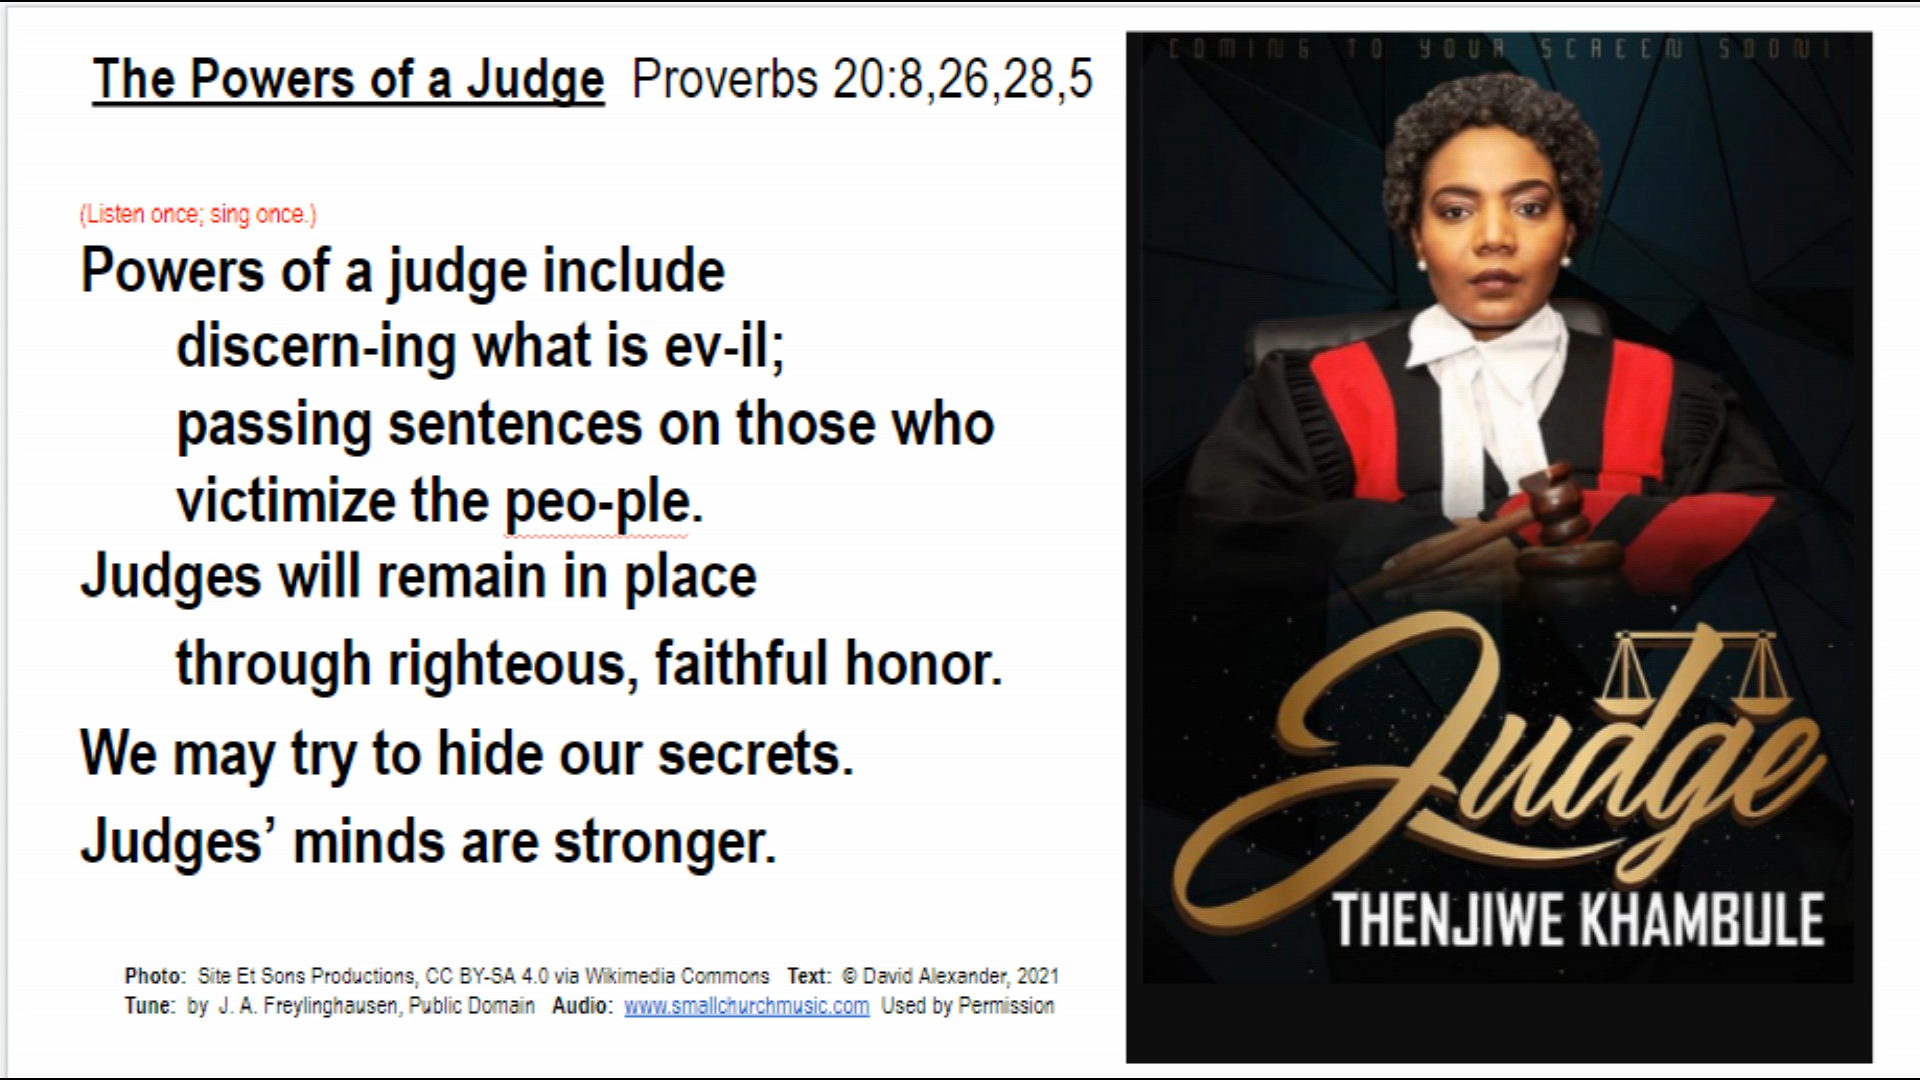 The Powers of a Judge Proverbs 20:8,26,28,5
(Listen once; sing once.)
Powers of a judge include
discern-ing what is ev-il;
passing sentences on those who
victimize the peo-ple.
Judges will remain in place
through righteous, faithful honor.
We may try to hide our secrets.
Judges’ minds are stronger.
Photo: Site Et Sons Productions, CC BY-SA 4.0 via Wikimedia Commons Text: © David Alexander, 2021
Tune: by J. A. Freylinghausen, Public Domain Audio: www.smallchurchmusic.com Used by Permission
COMING TO YOUR SCREEN SOON!
Judge
THENJIWE KHAMBULE